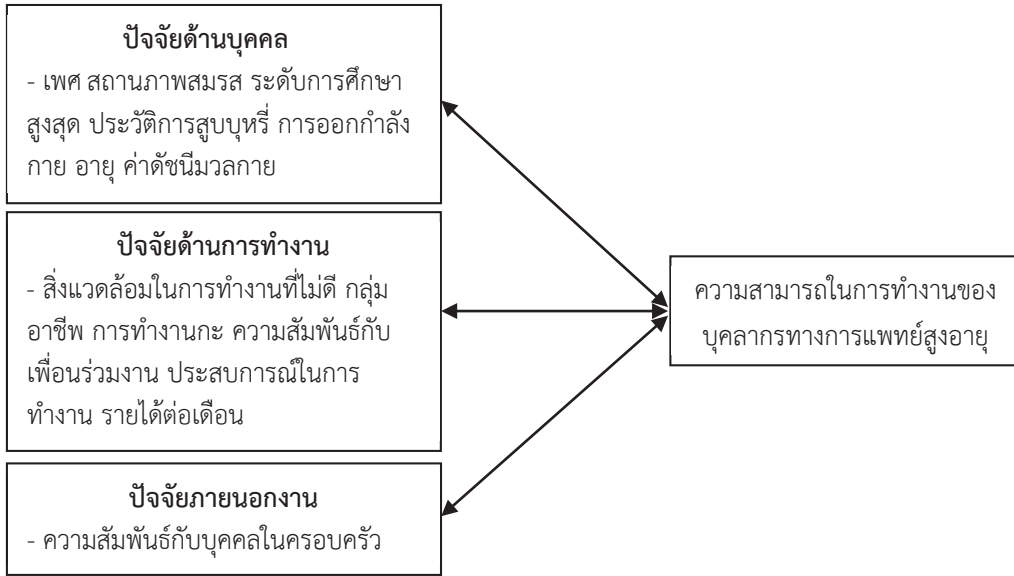 ปัจจัยด้านบุคคล
- เพศ สถานภาพสมรส ระดับการศึกษา
สูงสุด ประวัติการสูบบุหรี่ การออกกำลัง
กาย อายุ ค่าดัชนีมวลกาย
ปัจจัยด้านการทำงาน
- สิ่งแวดล้อมในการทำงานที่ไม่ดี กลุ่ม
อาชีพ การทำงานกะ ความสัมพันธ์กับ
เพื่อนร่วมงาน ประสบการณ์ในการ
ทำงาน รายได้ต่อเดือน
ปัจจัยภายนอกงาน
- ความสัมพันธ์กับบุคคลในครอบครัว
ความสามารถในการทำงานของ
บุคลากรทางการแพทย์สูงอายุ